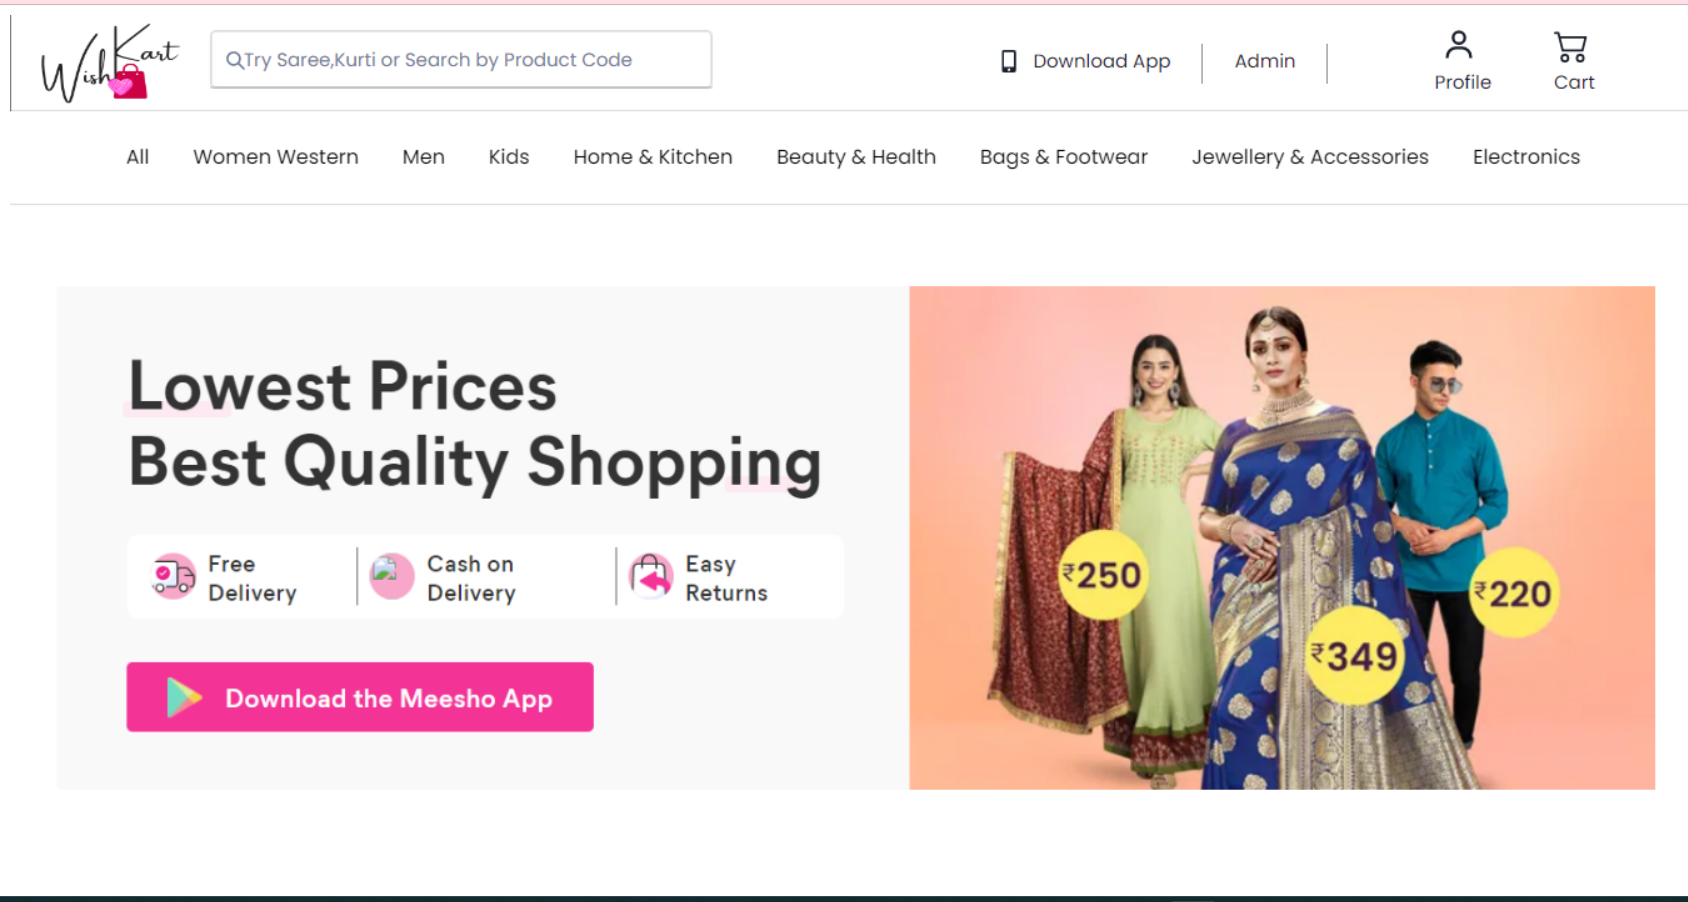 WishKart
Try Saree,Kurti or Search by Product Code
Download App
Admin
Profile
Cart
All Women Western Men Kids Home & Kitchen Beauty & Health Bags & Footwear Jewellery & Accessories Electronics
Lowest Prices
Best Quality Shopping
Free
Delivery
Cash on
Delivery
Easy
Returns
Download the Meesho App
₹250
₹349
₹220